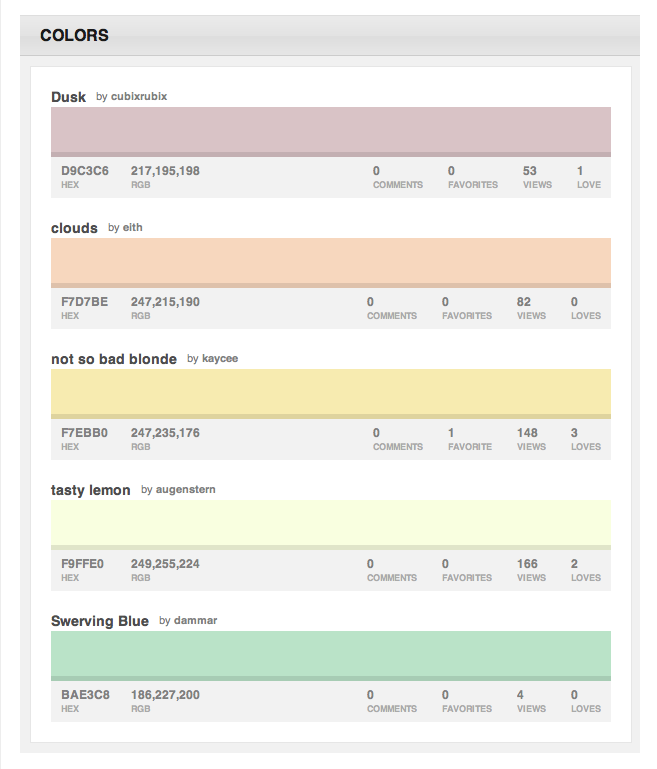 COLORS
Dusk by cubixrubix
D9C3C6 217,195,198 0 0 53 1
HEX RGB COMMENTS FAVORITES VIEWS LOVE
clouds by eith
F7D7BE 247,215,190 0 0 82 0
HEX RGB COMMENTS FAVORITES VIEWS LOVES
not so bad blonde by kaycee
F7EBB0 247,235,176 0 1 148 3
HEX RGB COMMENTS FAVORITE VIEWS LOVES
tasty lemon by augenstern
F9FFE0 249,255,224 0 0 166 2
HEX RGB COMMENTS FAVORITES VIEWS LOVES
Swerving Blue by dammar
BAE3C8 186,227,200 0 0 4 0
HEX RGB COMMENTS FAVORITES VIEWS LOVES